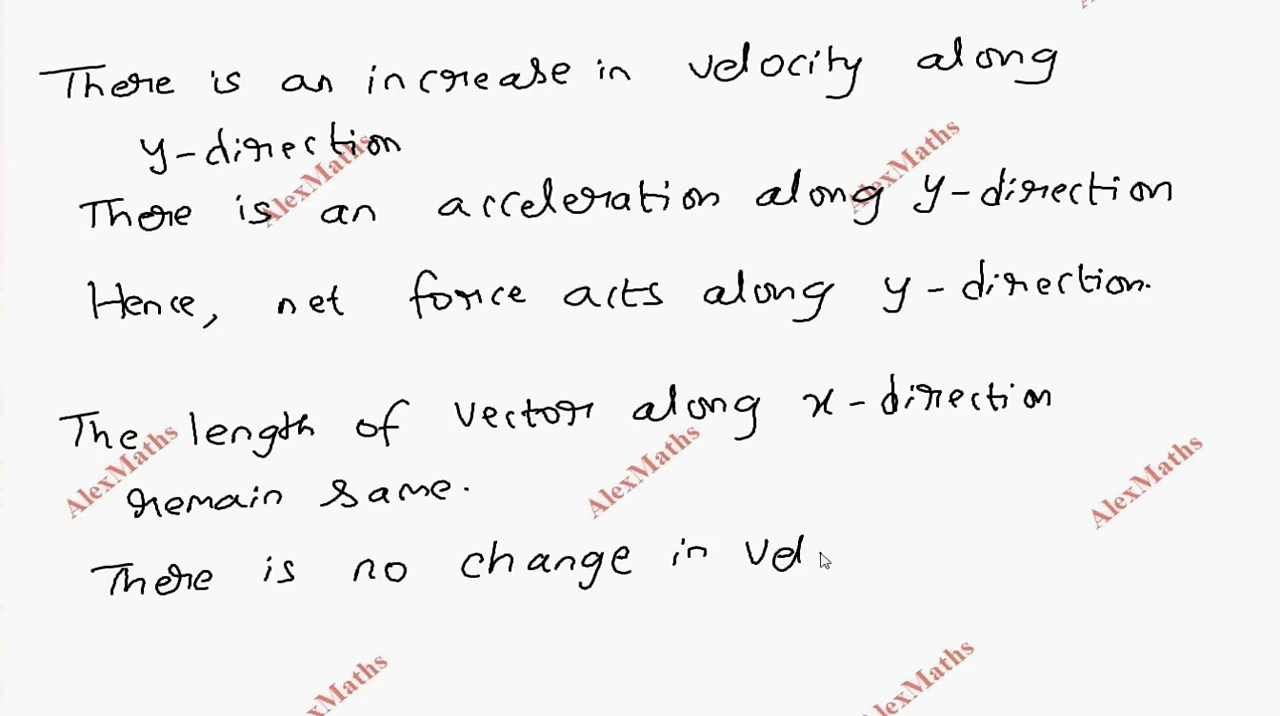 There is an increase in velocity along
y-direction
There is an acceleration along y-direction
Hence, net force acts along y-direction.
The length of vector along x-direction
remain same.
There is no change in vel
AlexMaths
AlexMaths
AlexMaths
AlexMaths
AlexMaths
AlexMaths
AlexMaths